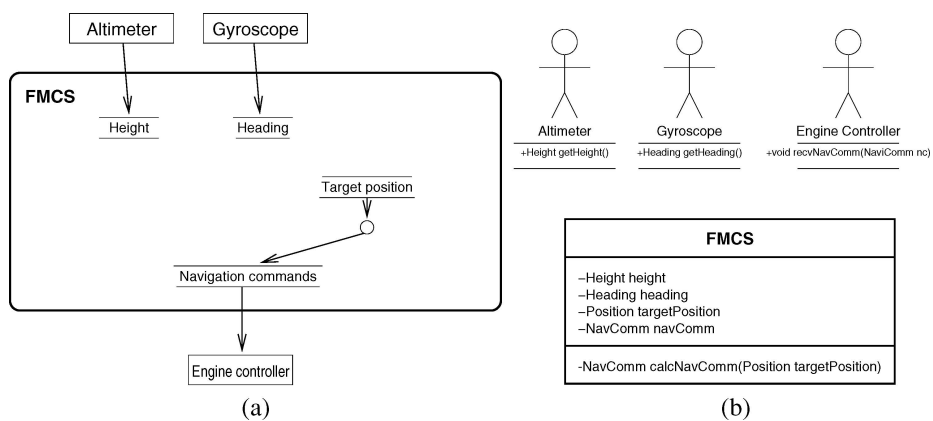 Altimeter
Gyroscope
FMCS
Height
Heading
Target position
Navigation commands
Engine controller
(a)
Altimeter
+Height getHeight()
Gyroscope
+Heading getHeading()
Engine Controller
+void recvNavComm(NaviComm nc)
FMCS
–Height height
–Heading heading
–Position targetPosition
–NavComm navComm
-NavComm calcNavComm(Position targetPosition)
(b)